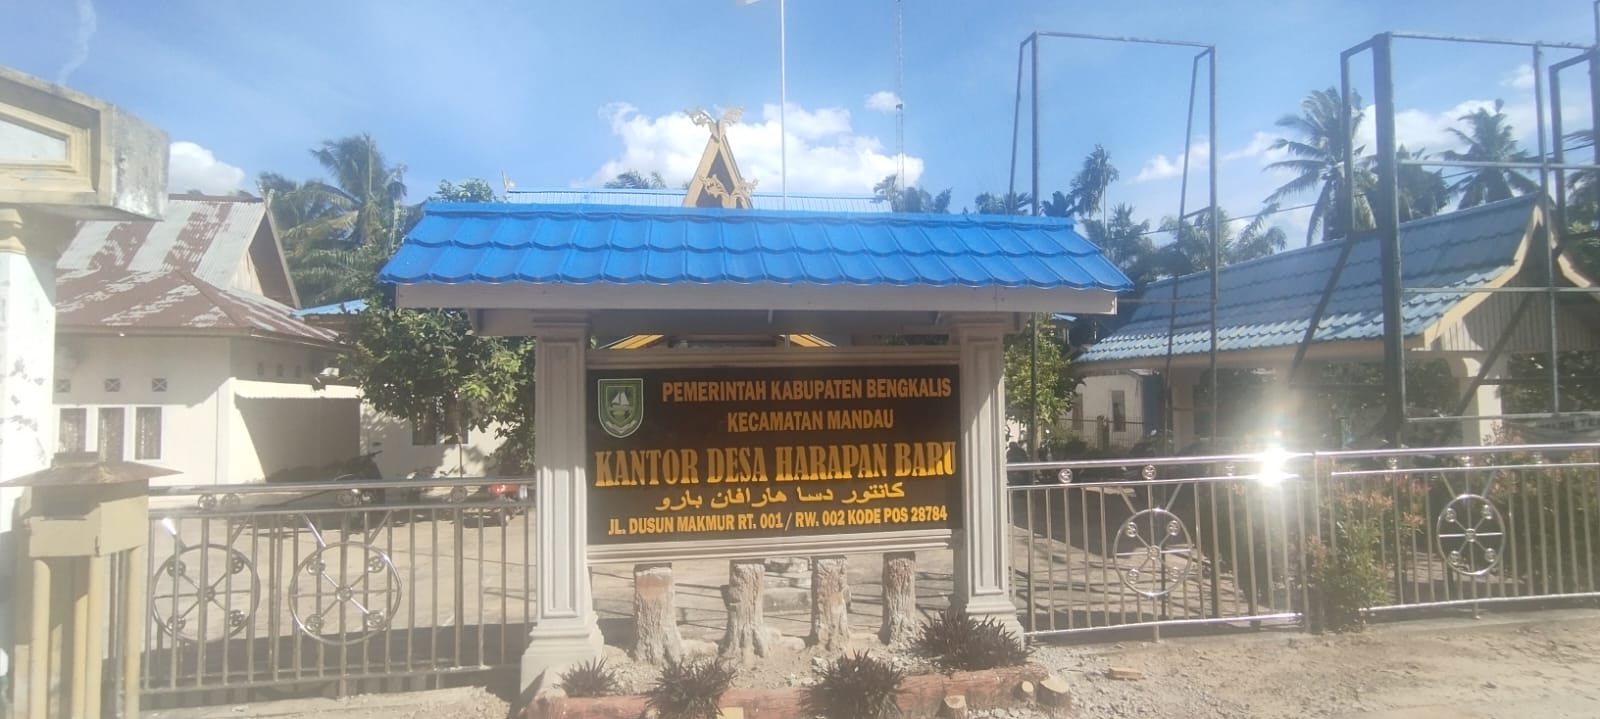 PEMERINTAH KABUPATEN BENGKALIS
KECAMATAN MANDAU
KANTOR DESA HARAPAN BARU
كانتور دسا هارافان بارو
JL. DUSUN MAKMUR RT. 001 / RW. 002 KODE POS 28784